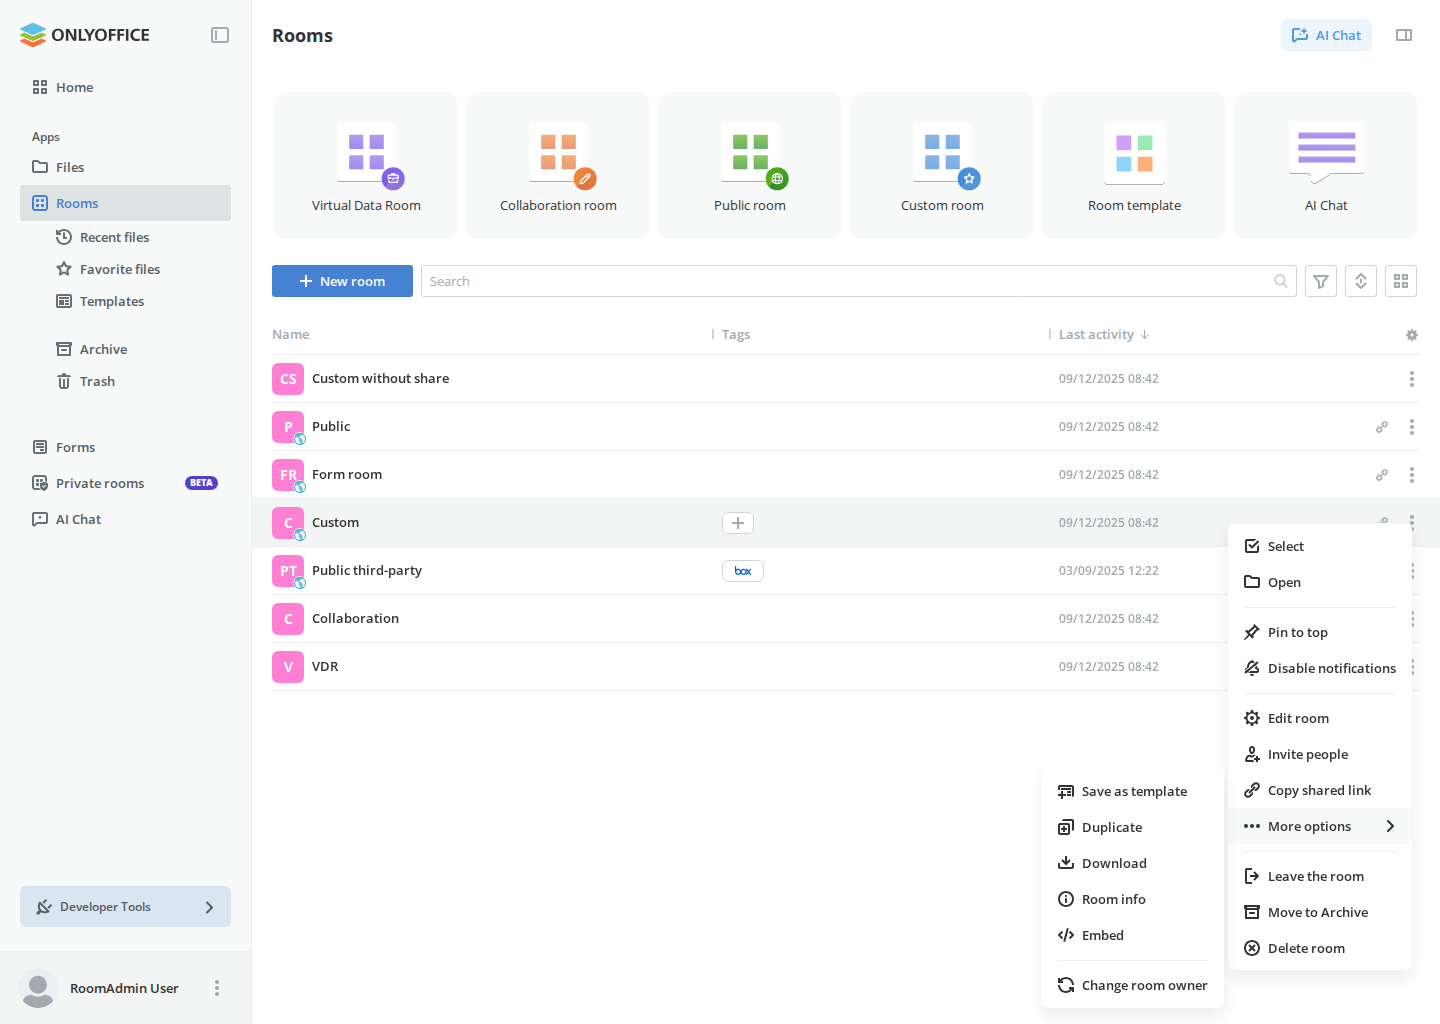 ONLYOFFICE
Home
Apps
Files
Rooms
Recent files
Favorite files
Templates
Archive
Trash
Forms
Private rooms BETA
AI Chat
Developer Tools
RoomAdmin User
Rooms
AI Chat
Virtual Data Room
Collaboration room
Public room
Custom room
Room template
AI Chat
New room
Search
Name Tags Last activity
CS Custom without share 09/12/2025 08:42
P Public 09/12/2025 08:42
FR Form room 09/12/2025 08:42
C Custom 09/12/2025 08:42
PT Public third-party box 03/09/2025 12:22
C Collaboration 09/12/2025 08:42
V VDR 09/12/2025 08:42
Select
Open
Pin to top
Disable notifications
Edit room
Invite people
Copy shared link
More options
Leave the room
Move to Archive
Delete room
Save as template
Duplicate
Download
Room info
Embed
Change room owner